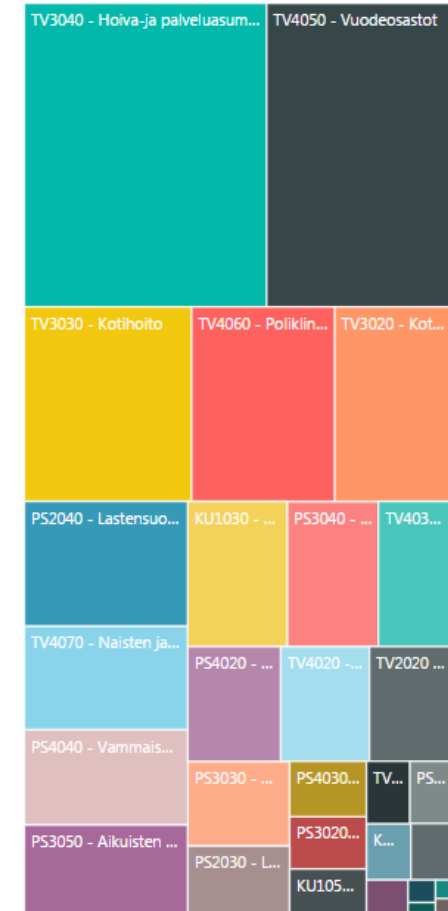 TV3040 - Hoiva-ja palveluasum...
TV4050 - Vuodeosastot
TV3030 - Kotihoito
TV4060 - Poliklin...
TV3020 - Kot...
PS2040 - Lastensuo...
KU1030 - ...
PS3040 - ...
TV403...
TV4070 - Naisten ja...
PS4020 - ...
TV4020 -...
TV2020 ...
PS4040 - Vammais...
PS3030 - ...
PS4030...
TV...
PS...
PS3050 - Aikuisten ...
PS3020...
K...
PS2030 - L...
KU105...